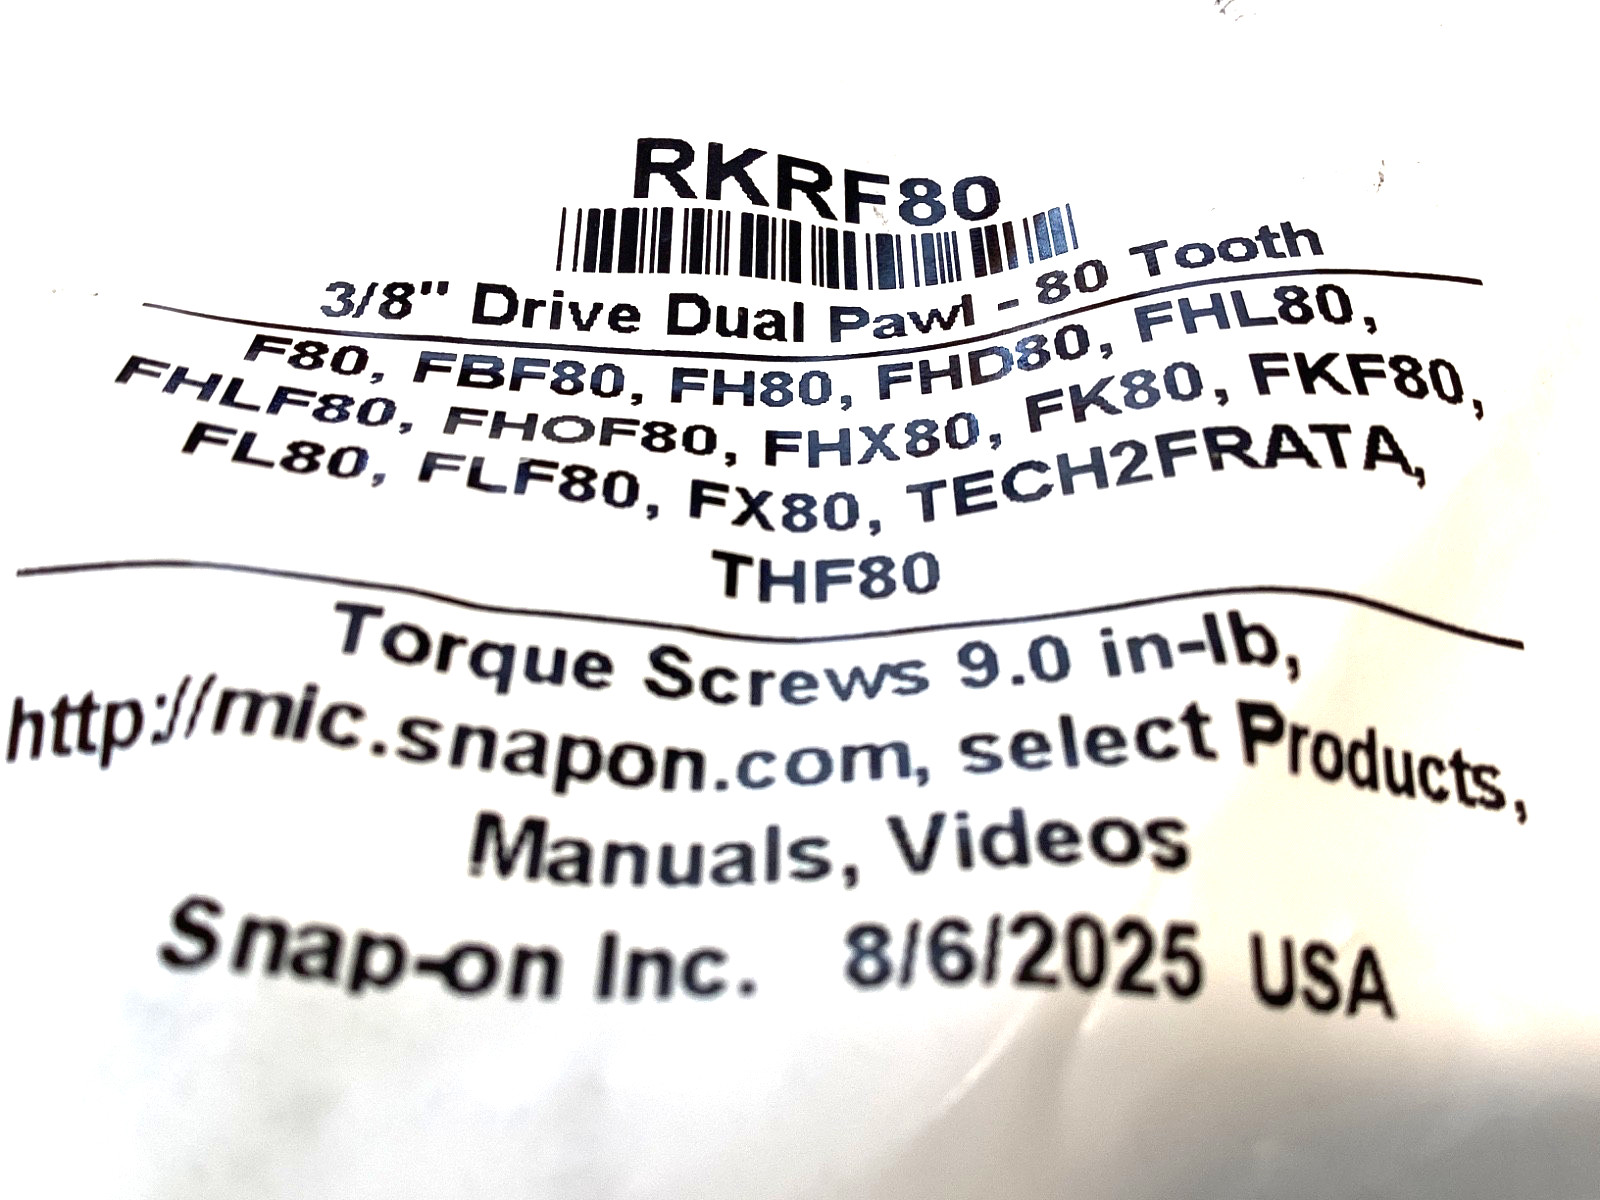 RKRF80
3/8" Drive Dual Pawl - 80 Tooth
F80, FBF80, FH80, FHD80, FHL80,
FHLF80, FHOF80, FHX80, FK80, FKF80,
FL80, FLF80, FX80, TECH2FRATA,
THF80
Torque Screws 9.0 in-lb,
http://mic.snapon.com, select Products,
Manuals, Videos
Snap-on Inc. 8/6/2025 USA